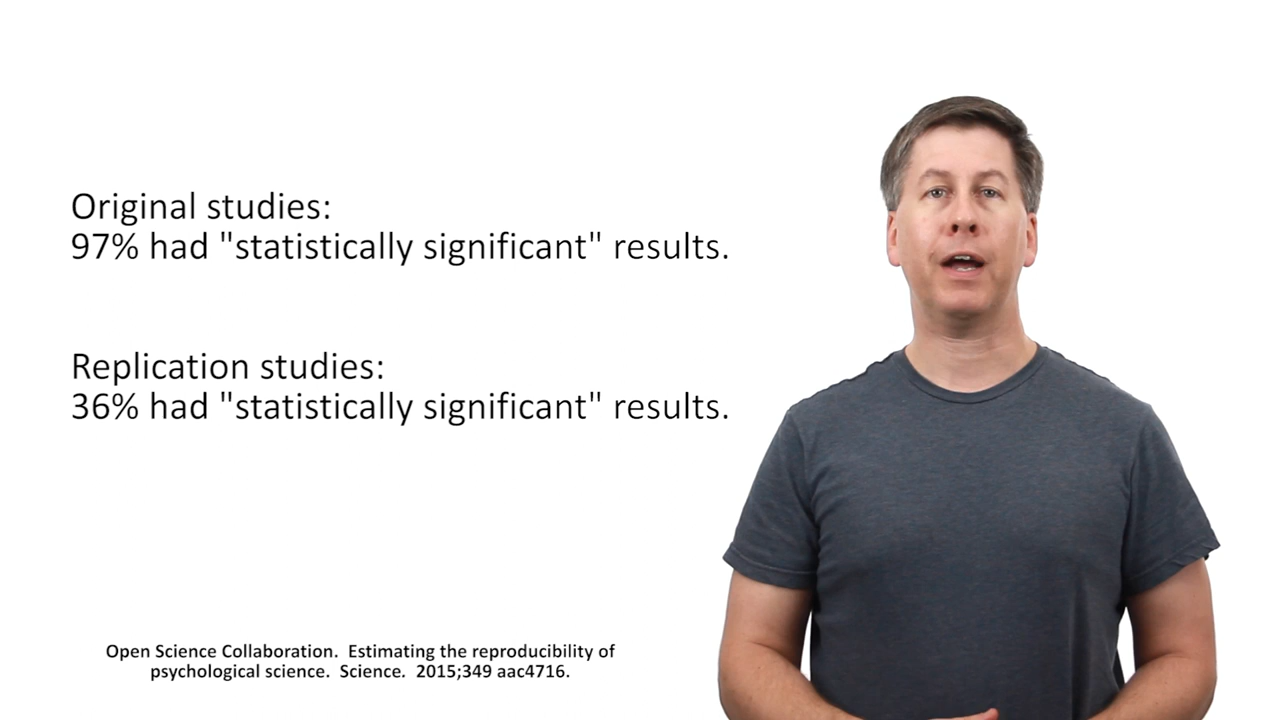 Original studies:
97% had "statistically significant" results.
Replication studies:
36% had "statistically significant" results.
Open Science Collaboration.  Estimating the reproducibility of
psychological science.  Science.  2015;349 aac4716.